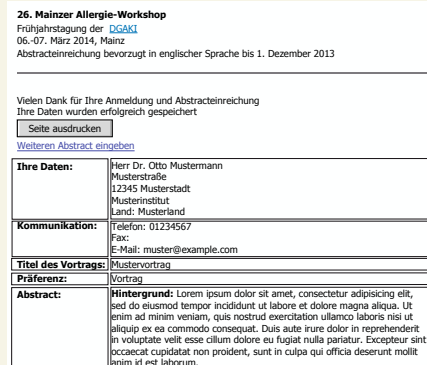 26. Mainzer Allergie-Workshop
Frühjahrstagung der DGAKI
06.-07. März 2014, Mainz
Abstracteinreichung bevorzugt in englischer Sprache bis 1. Dezember 2013
Vielen Dank für Ihre Anmeldung und Abstracteinreichung
Ihre Daten wurden erfolgreich gespeichert
Seite ausdrucken
Weiteren Abstract eingeben
Ihre Daten: Herr Dr. Otto Mustermann
Musterstraße
12345 Musterstadt
Musterinstitut
Land: Musterland
Kommunikation: Telefon: 01234567
Fax:
E-Mail: muster@example.com
Titel des Vortrags: Mustervortrag
Präferenz: Vortrag
Abstract: Hintergrund: Lorem ipsum dolor sit amet, consectetur adipisicing elit,
sed do eiusmod tempor incididunt ut labore et dolore magna aliqua. Ut
enim ad minim veniam, quis nostrud exercitation ullamco laboris nisi ut
aliquip ex ea commodo consequat. Duis aute irure dolor in reprehenderit
in voluptate velit esse cillum dolore eu fugiat nulla pariatur. Excepteur sint
occaecat cupidatat non proident, sunt in culpa qui officia deserunt mollit
anim id est laborum.